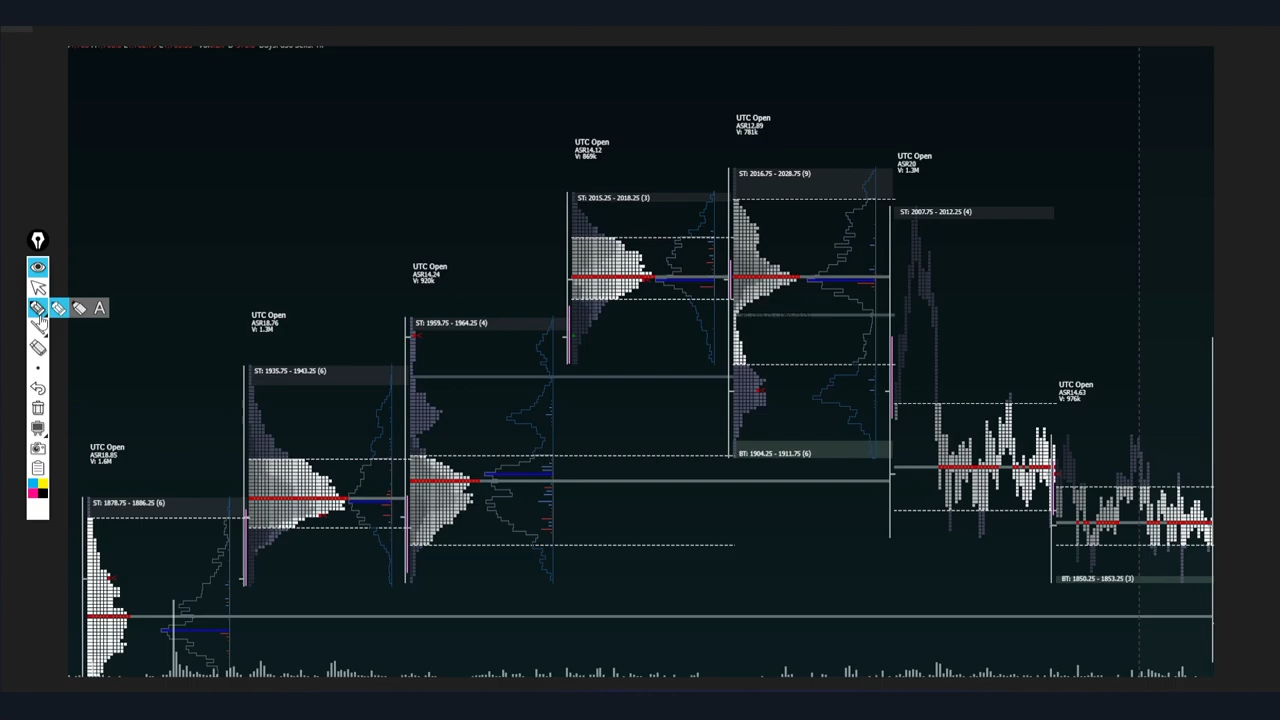 UTC Open
ASR12.89
V: 781k
UTC Open
ASR14.12
V: 869k
UTC Open
ASR20
V: 1.3M
ST: 2016.75 - 2028.75 (9)
ST: 2015.25 - 2018.25 (3)
ST: 2007.75 - 2012.25 (4)
UTC Open
ASR14.24
V: 920k
UTC Open
ASR18.76
V: 1.3M
ST: 1959.75 - 1964.25 (4)
ST: 1935.75 - 1943.25 (6)
UTC Open
ASR14.63
V: 976k
UTC Open
ASR18.85
V: 1.6M
BT: 1904.25 - 1911.75 (6)
ST: 1878.75 - 1886.25 (6)
BT: 1850.25 - 1853.25 (3)
A